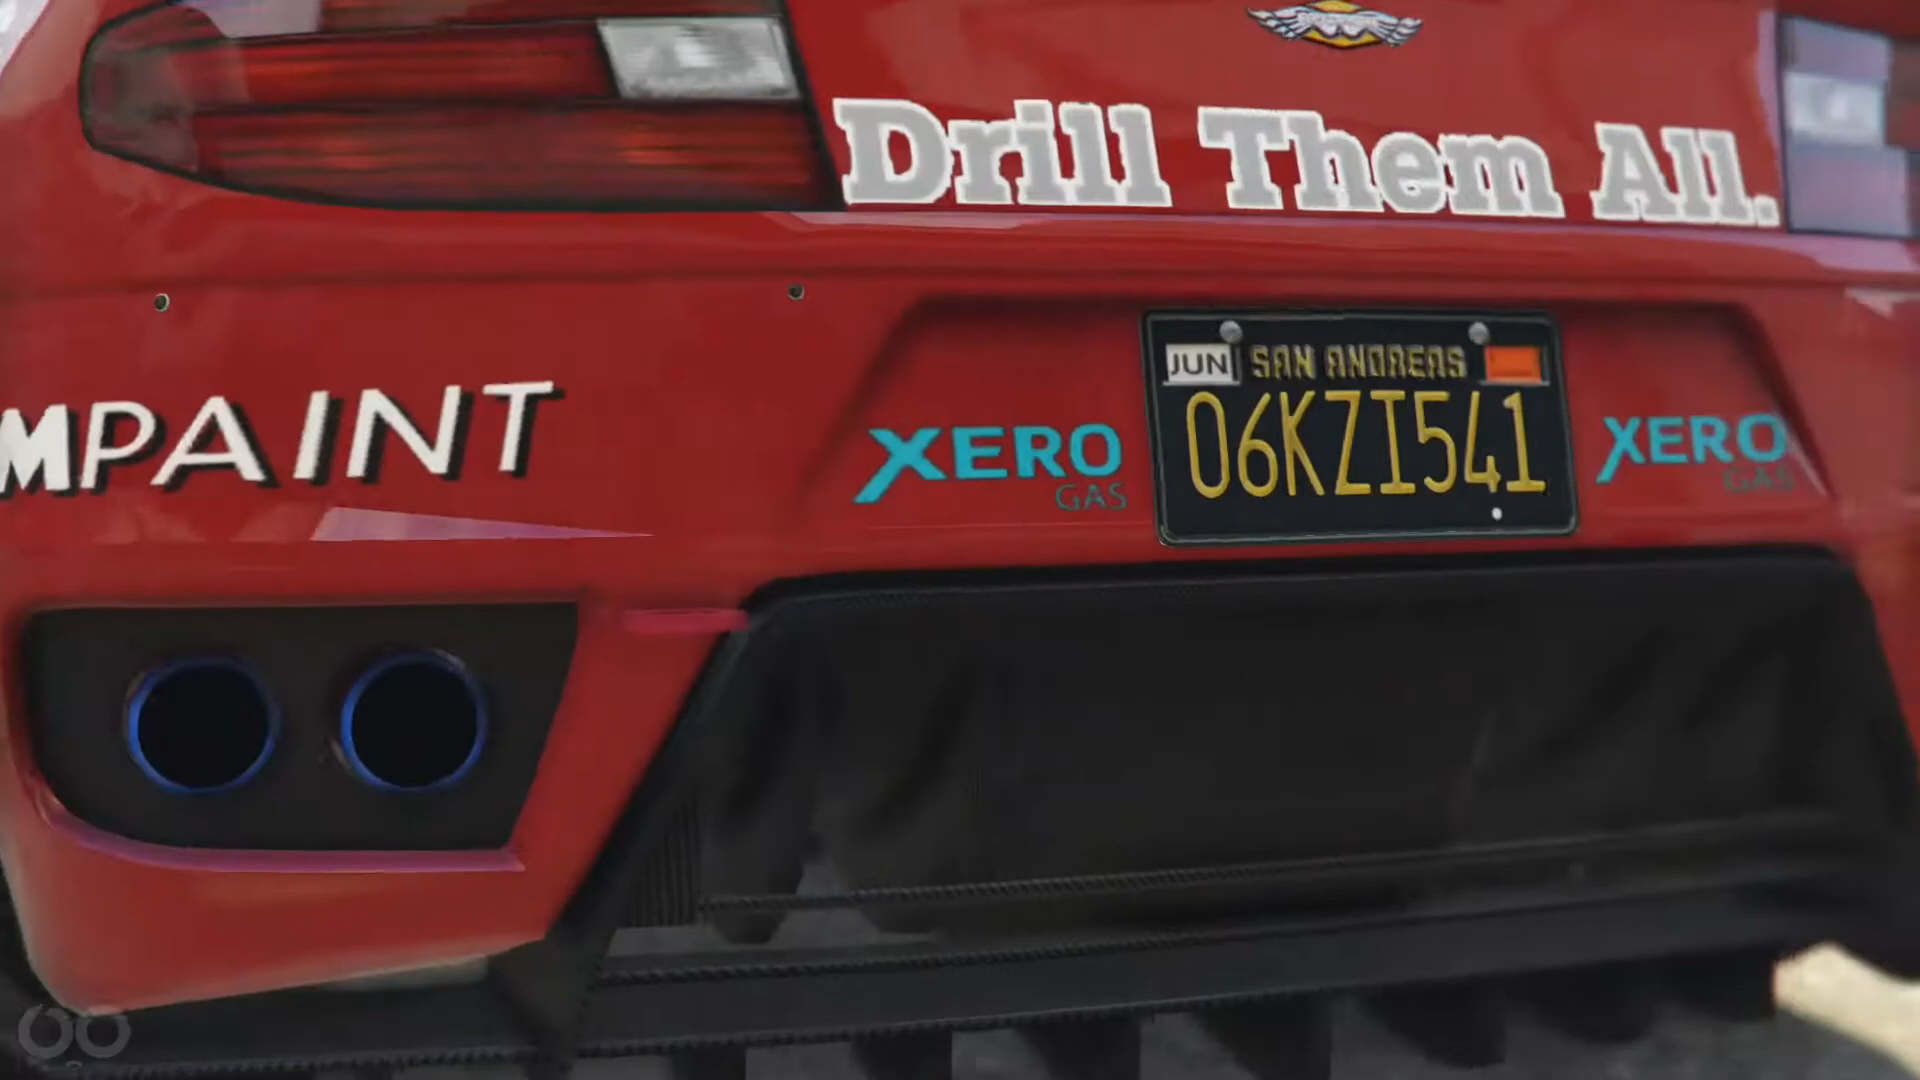 Drill Them All.
JUN SAN ANDREAS
06KZI541
MPAINT
XERO
GAS
XERO
GAS